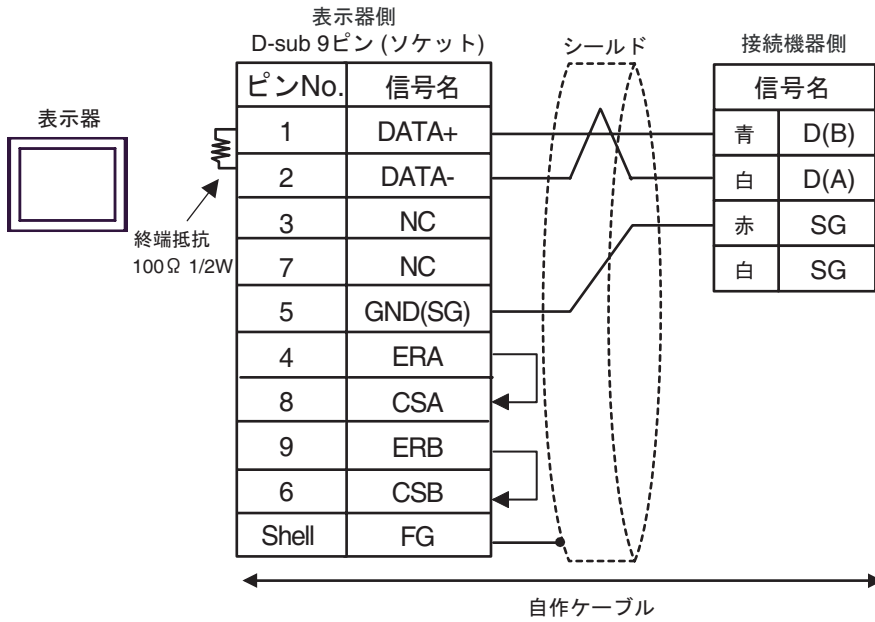 表示器側
D-sub 9ピン (ソケット)
シールド
接続機器側
ピンNo. 信号名
信号名
表示器
1 DATA+
青 D(B)
2 DATA-
白 D(A)
3 NC
赤 SG
終端抵抗
100Ω 1/2W
7 NC
白 SG
5 GND(SG)
4 ERA
8 CSA
9 ERB
6 CSB
Shell FG
自作ケーブル